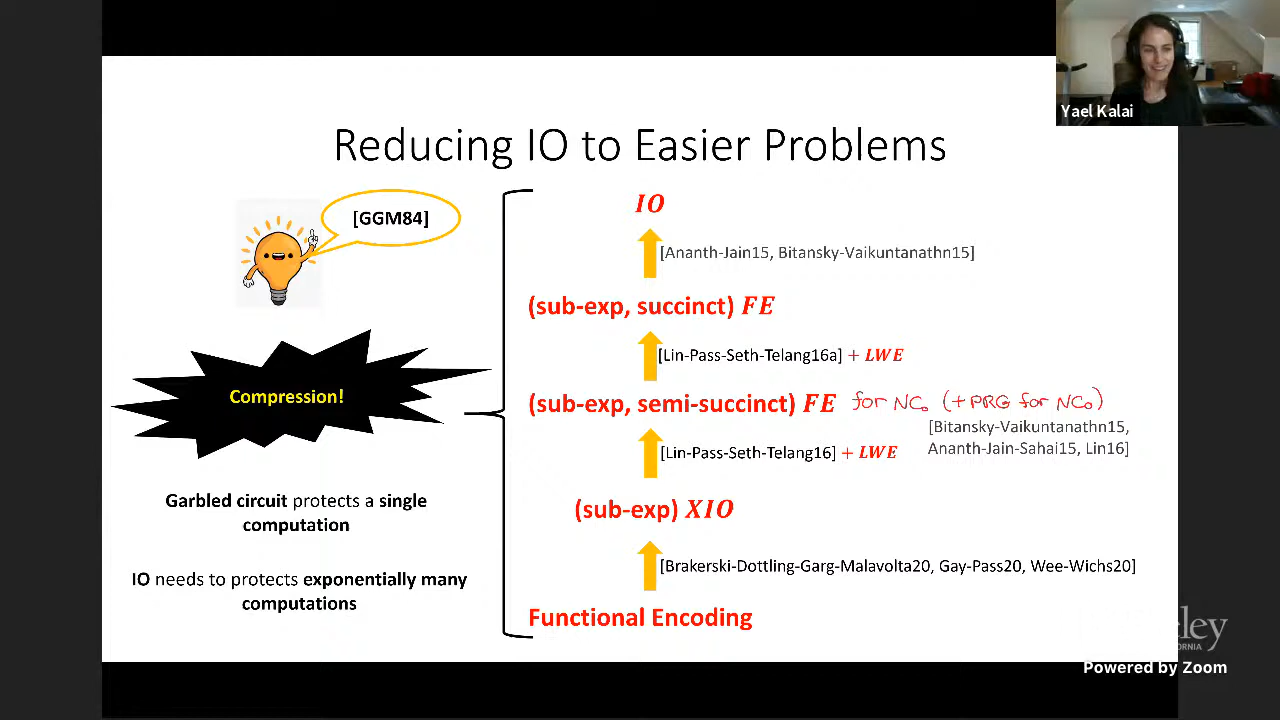 Yael Kalai
Reducing IO to Easier Problems
[GGM84]
Compression!
Garbled circuit protects a single
computation
IO needs to protects exponentially many
computations
IO
[Ananth-Jain15, Bitansky-Vaikuntanathn15]
(sub-exp, succinct) FE
[Lin-Pass-Seth-Telang16a] + LWE
(sub-exp, semi-succinct) FE for NC₀ (+PRG for NC₀)
[Bitansky-Vaikuntanathn15,
Ananth-Jain-Sahai15, Lin16]
[Lin-Pass-Seth-Telang16] + LWE
(sub-exp) XIO
[Brakerski-Dottling-Garg-Malavolta20, Gay-Pass20, Wee-Wichs20]
Functional Encoding
Powered by Zoom